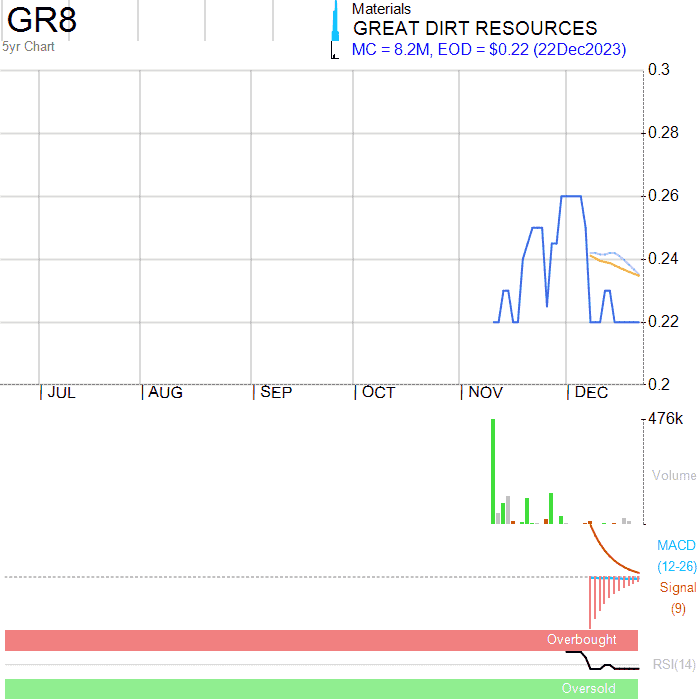 GR8
5yr Chart
Materials
GREAT DIRT RESOURCES
MC = 8.2M, EOD = $0.22 (22Dec2023)
0.3
0.28
0.26
0.24
0.22
0.2
JUL AUG SEP OCT NOV DEC
476k
Volume
MACD
(12-26)
Signal
(9)
Overbought
RSI(14)
Oversold